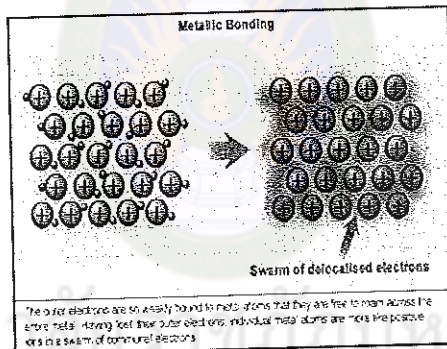 Metallic Bonding
Swarm of delocalised electrons
The outer electrons are so weakly bound to metal atoms that they are free to roam across the
entire metal. Having lost their outer electrons, individual metal atoms are more like positive
ions in a swarm of communal electrons